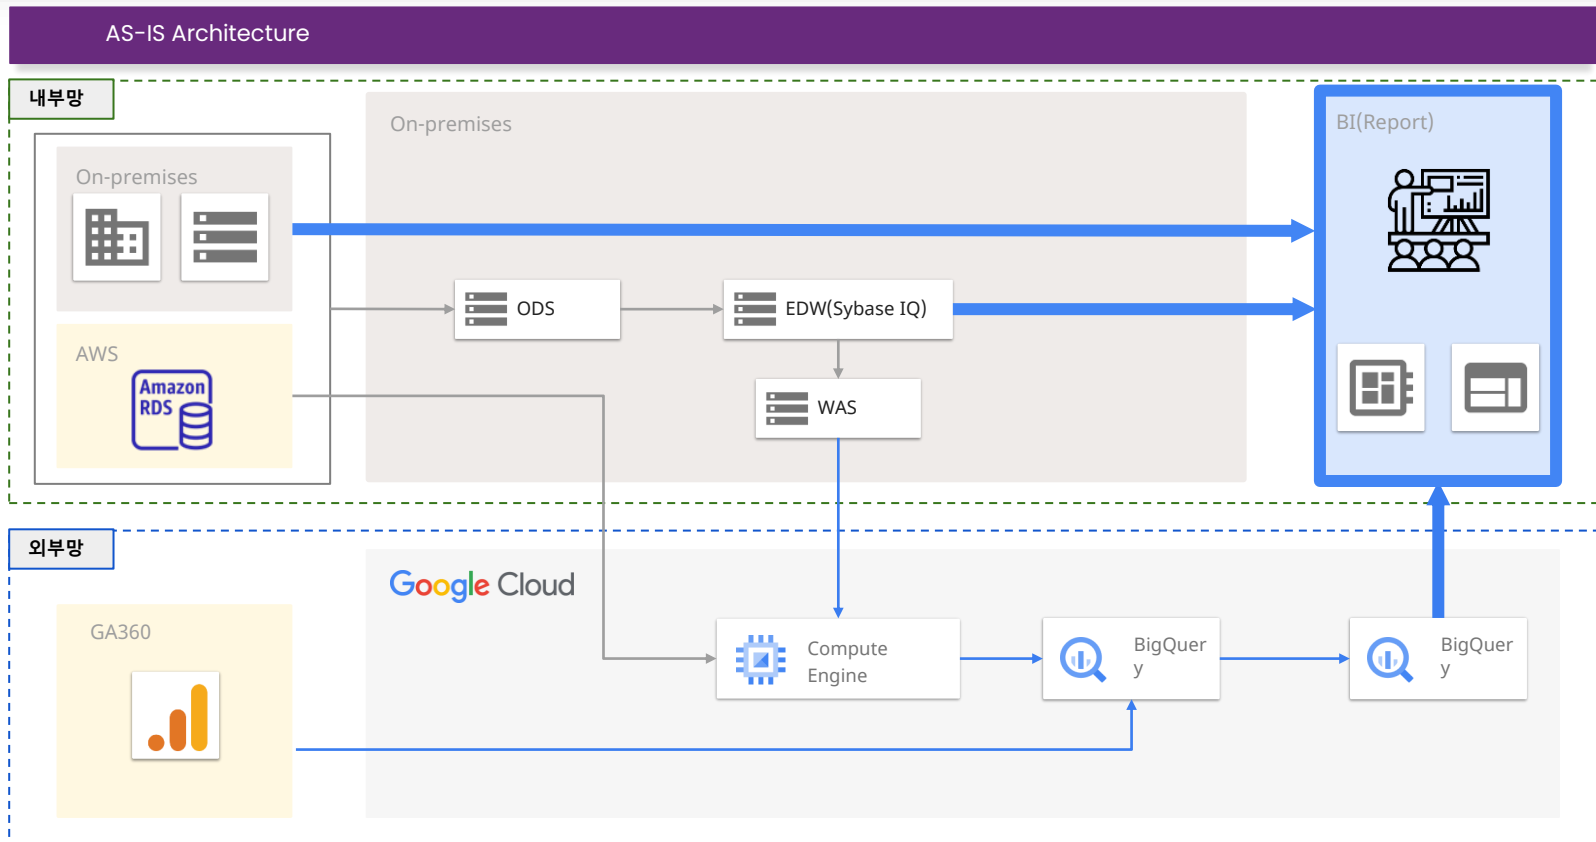 AS-IS Architecture
내부망
On-premises
On-premises
BI(Report)
ODS
EDW(Sybase IQ)
AWS
Amazon
RDS
WAS
외부망
Google Cloud
GA360
Compute
Engine
BigQuer
y
BigQuer
y